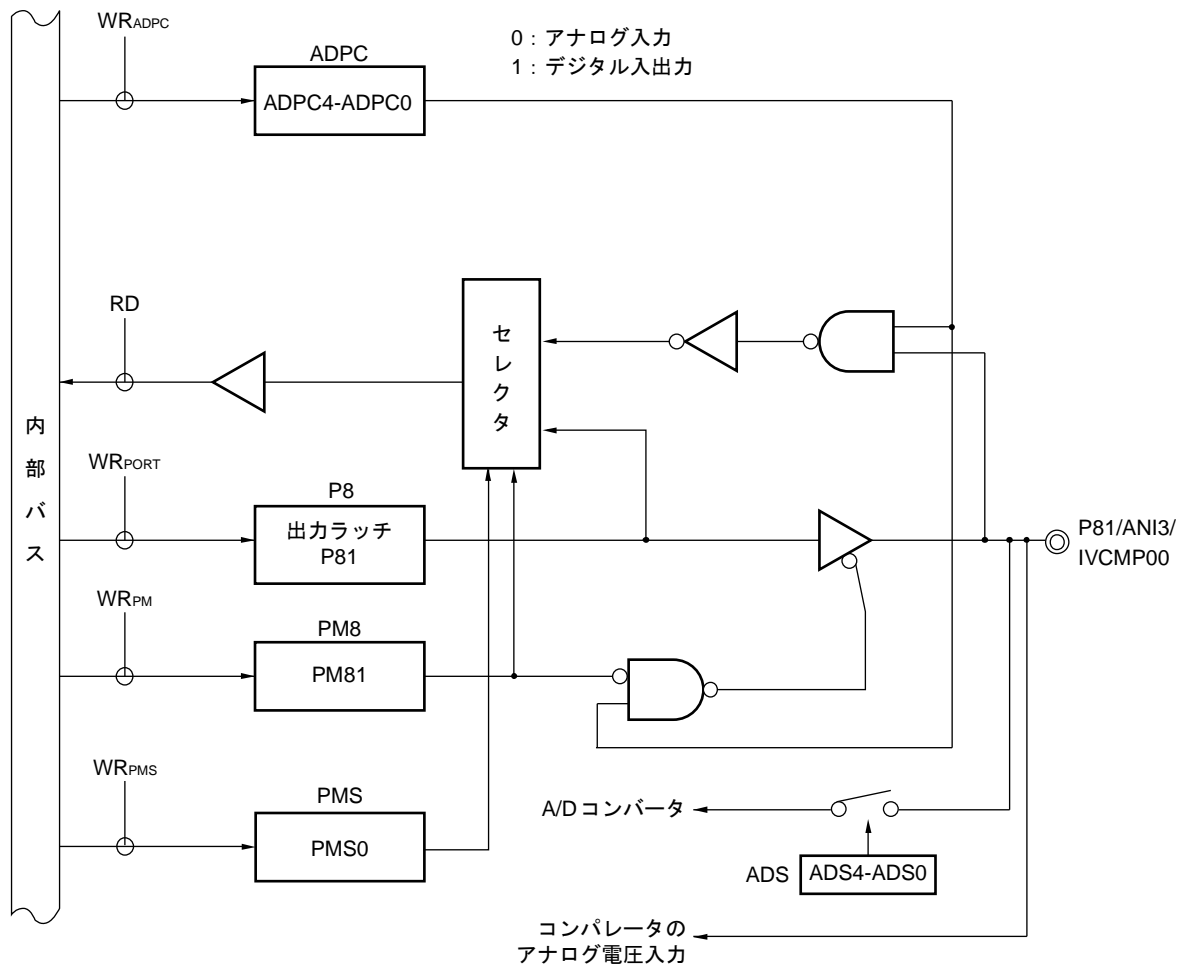 WRADPC
0：アナログ入力
1：デジタル入出力
ADPC
ADPC4-ADPC0
RD
セレクタ
内部バス
WRPORT
P8
出力ラッチ
P81
P81/ANI3/
IVCMP00
WRPM
PM8
PM81
WRPMS
PMS
PMS0
A/Dコンバータ
ADS
ADS4-ADS0
コンパレータの
アナログ電圧入力